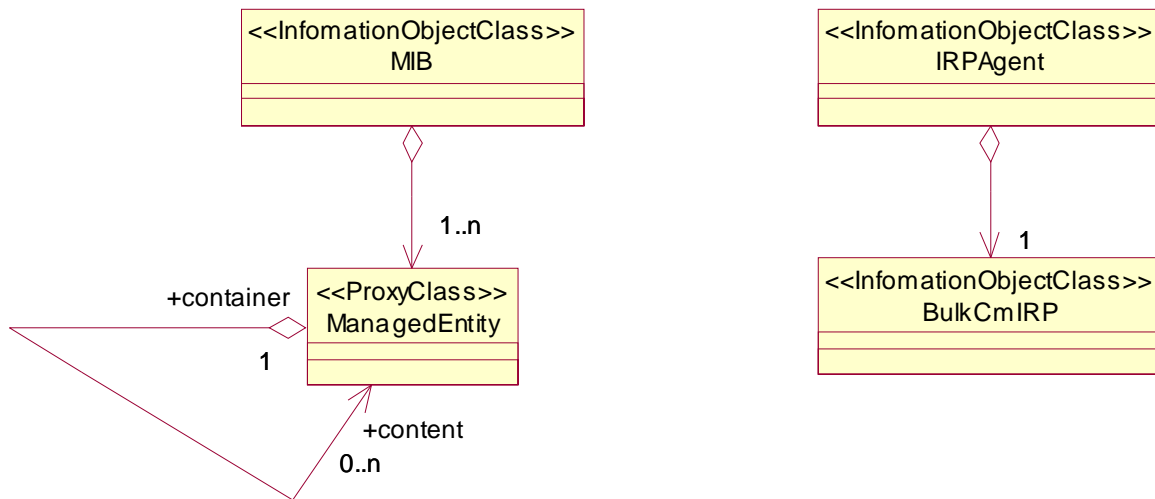 <<InfomationObjectClass>>
MIB
<<InfomationObjectClass>>
IRPAgent
1..n
1
+container
1
<<ProxyClass>>
ManagedEntity
<<InfomationObjectClass>>
BulkCmIRP
+content
0..n